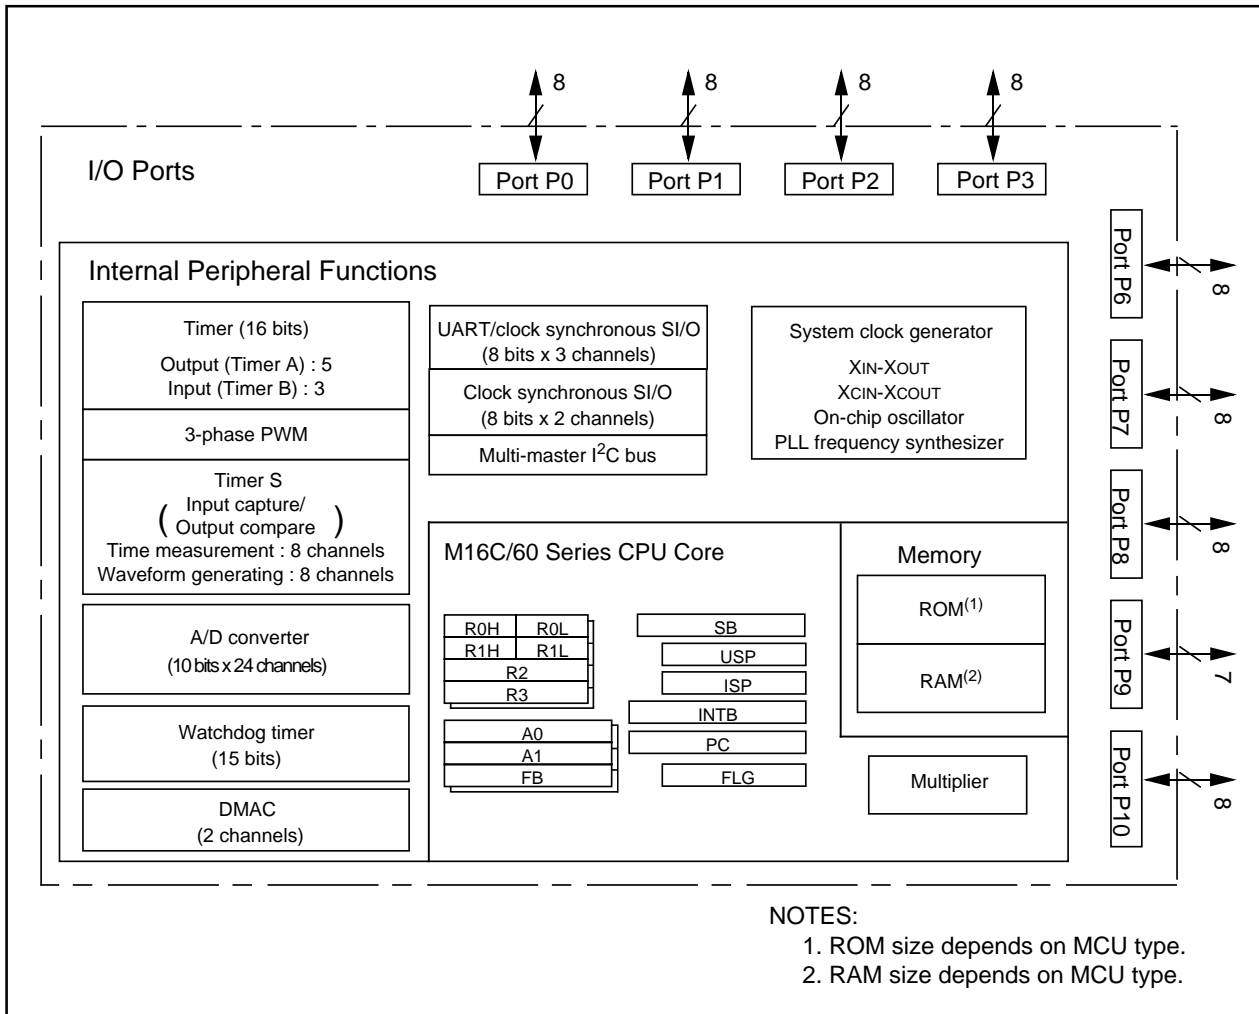 8
8
8
8
I/O Ports
Port P0
Port P1
Port P2
Port P3
Internal Peripheral Functions
Timer (16 bits)
Output (Timer A) : 5
Input (Timer B) : 3
3-phase PWM
Timer S
( Input capture/
Output compare )
Time measurement : 8 channels
Waveform generating : 8 channels
A/D converter
(10 bits x 24 channels)
Watchdog timer
(15 bits)
DMAC
(2 channels)
UART/clock synchronous SI/O
(8 bits x 3 channels)
Clock synchronous SI/O
(8 bits x 2 channels)
Multi-master I²C bus
System clock generator
XIN-XOUT
XCIN-XCOUT
On-chip oscillator
PLL frequency synthesizer
M16C/60 Series CPU Core
R0H R0L
R1H R1L
R2
R3
A0
A1
FB
SB
USP
ISP
INTB
PC
FLG
Memory
ROM(1)
RAM(2)
Multiplier
Port P6
8
Port P7
8
Port P8
8
Port P9
7
Port P10
8
NOTES:
1. ROM size depends on MCU type.
2. RAM size depends on MCU type.